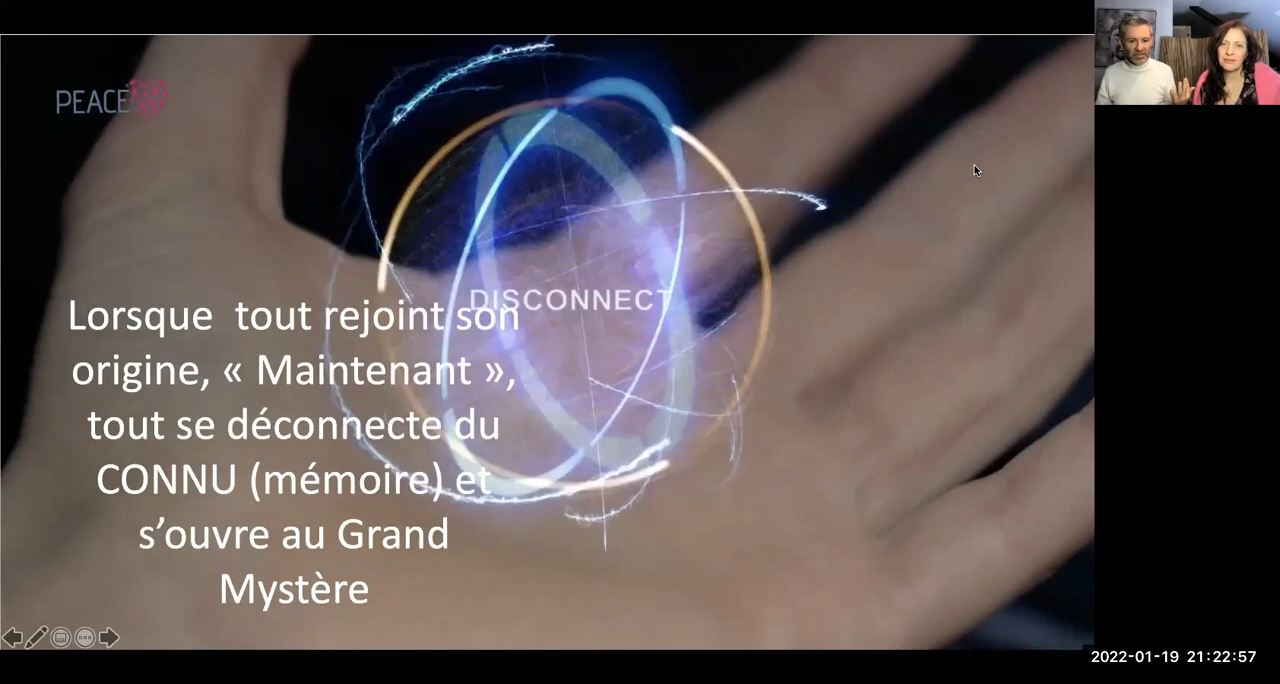 PEACE
DISCONNECT
Lorsque  tout rejoint son
origine, « Maintenant »,
tout se déconnecte du
CONNU (mémoire) et
s’ouvre au Grand
Mystère
2022-01-19 21:22:57